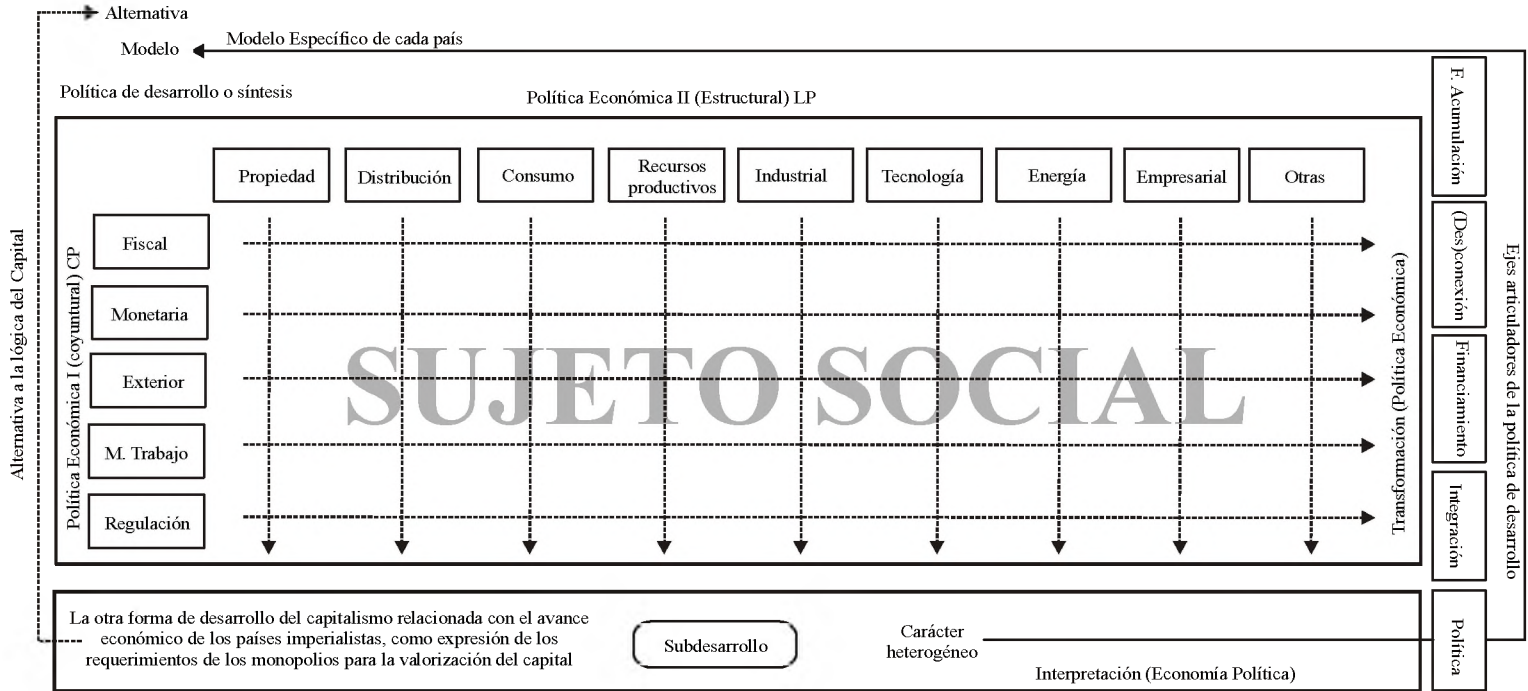 Alternativa
Modelo
Modelo Específico de cada país
Política de desarrollo o síntesis
Política Económica II (Estructural) LP
Propiedad
Distribución
Consumo
Recursos
productivos
Industrial
Tecnología
Energía
Empresarial
Otras
Alternativa a la lógica del Capital
Política Económica I (coyuntural) CP
Fiscal
Monetaria
Exterior
M. Trabajo
Regulación
SUJETO SOCIAL
Transformación (Política Económica)
F. Acumulación
(Des)conexión
Financiamiento
Integración
Política
Ejes articuladores de la política de desarrollo
La otra forma de desarrollo del capitalismo relacionada con el avance
económico de los países imperialistas, como expresión de los
requerimientos de los monopolios para la valorización del capital
Subdesarrollo
Carácter
heterogéneo
Interpretación (Economía Política)